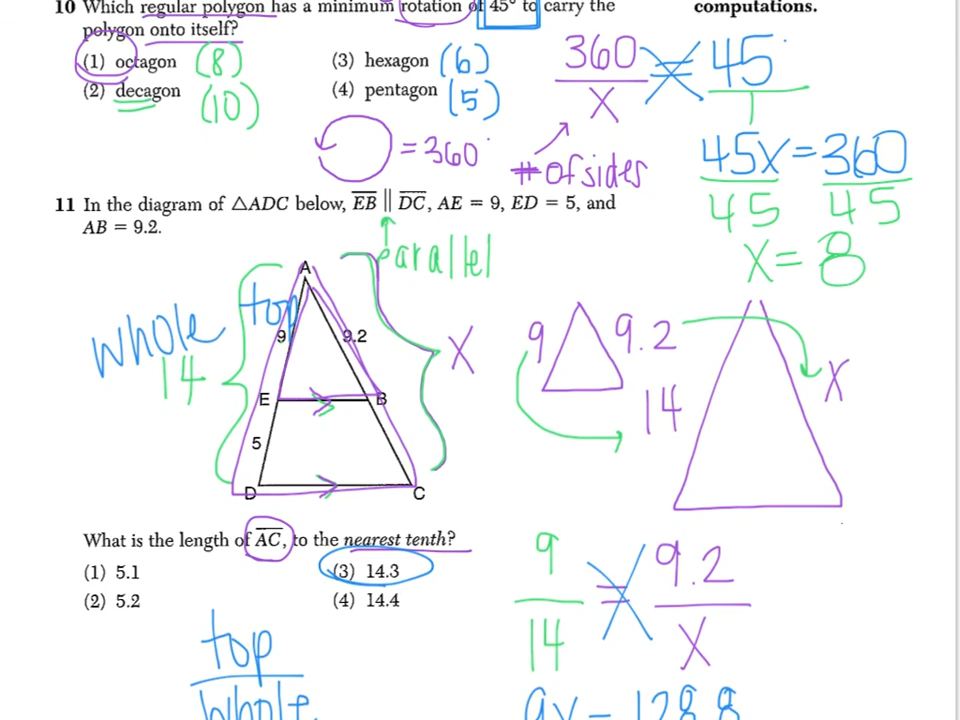 10 Which regular polygon has a minimum rotation of 45° to carry the
polygon onto itself?
(1) octagon (8)
(3) hexagon (6)
(2) decagon (10)
(4) pentagon (5)
computations.
360 = 45°
X 1
= 360°
# of sides
45x = 360
45 45
x = 8
11 In the diagram of △ADC below, E͞B ∥ D͞C, AE = 9, ED = 5, and
AB = 9.2.
parallel
whole
14
top
A
9
9.2
X
E
B
5
D
C
9
9.2
14
X
What is the length of A͞C, to the nearest tenth?
(1) 5.1
(3) 14.3
(2) 5.2
(4) 14.4
top
whole
9 = 9.2
14 X
9x = 128.8